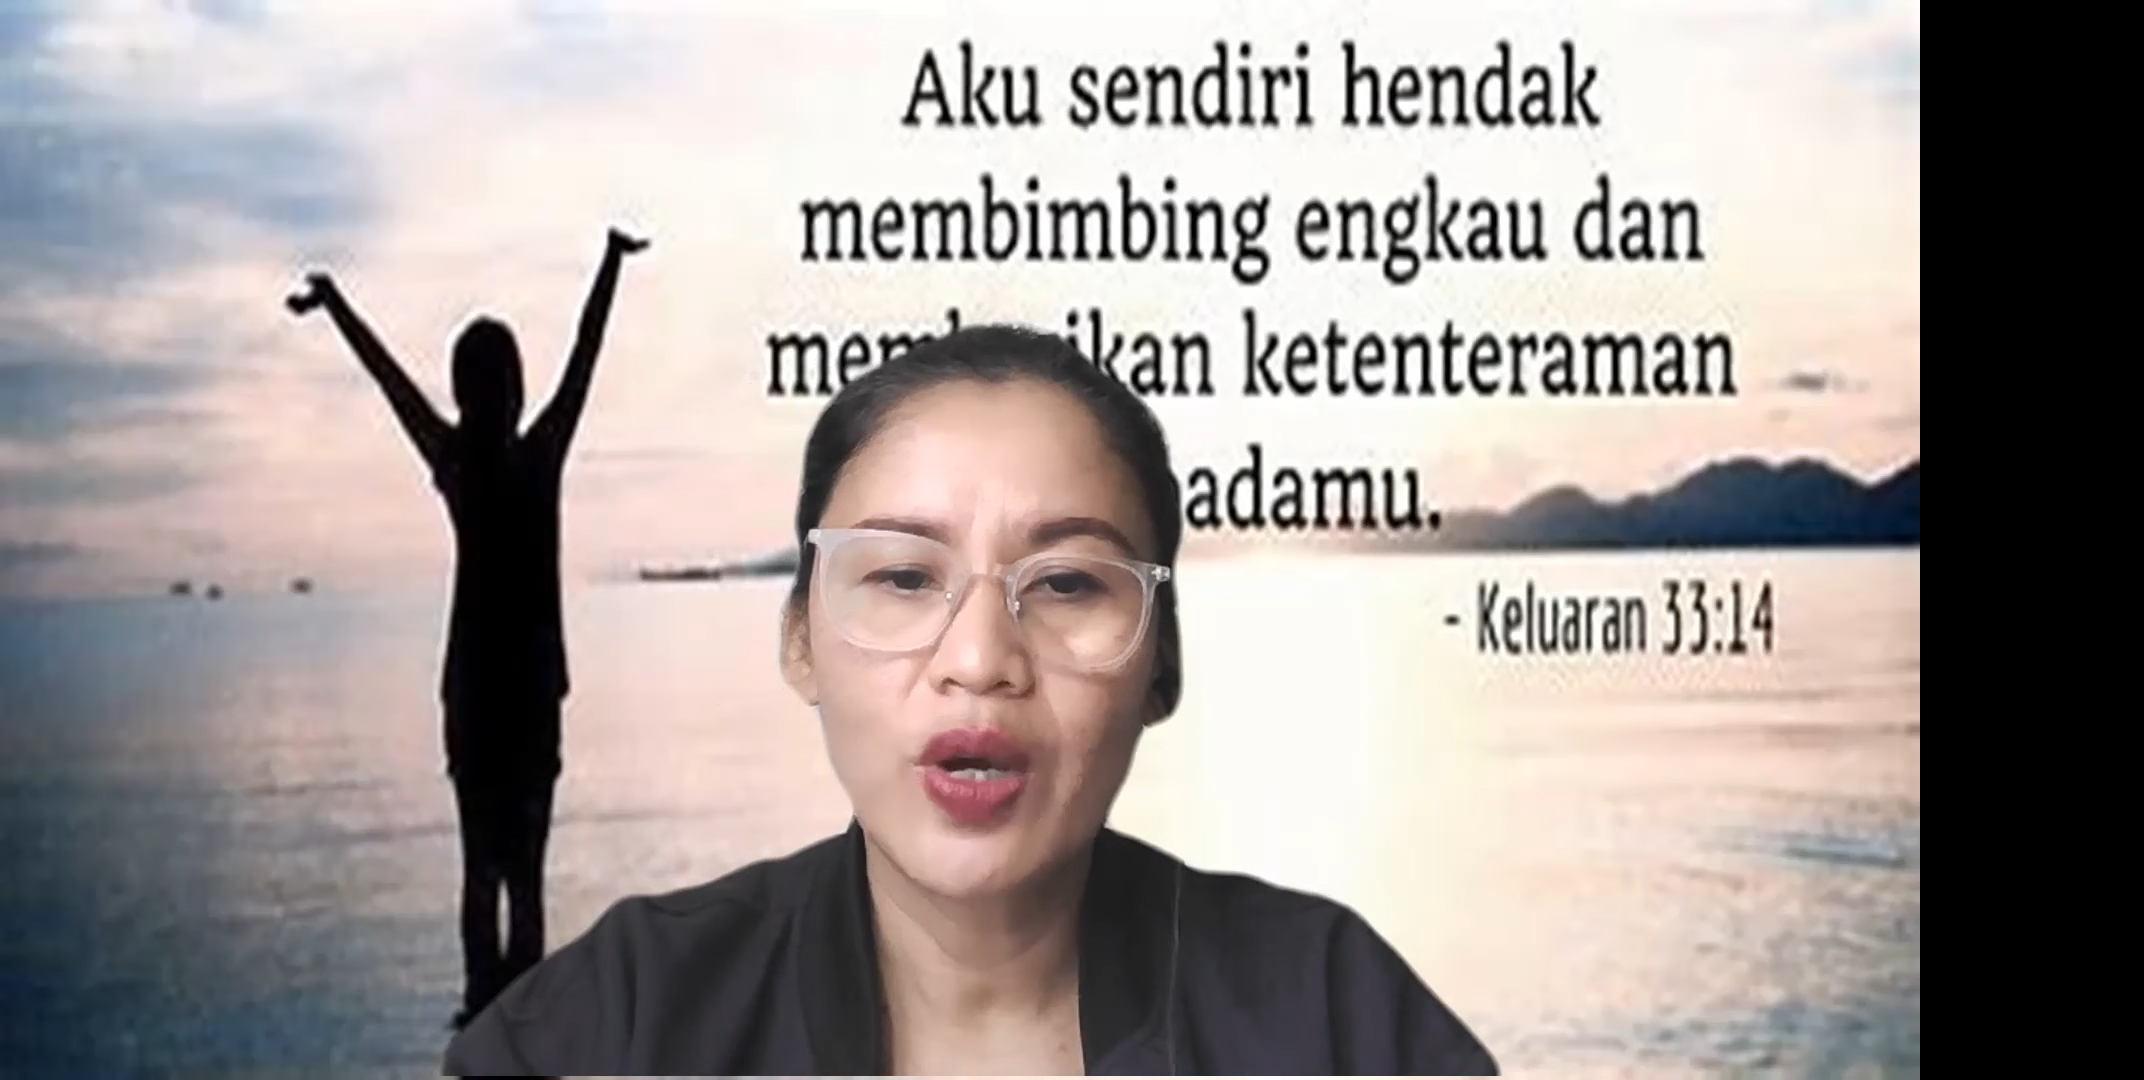 Aku sendiri hendak
membimbing engkau dan
ketenteraman
- Keluaran 33:14